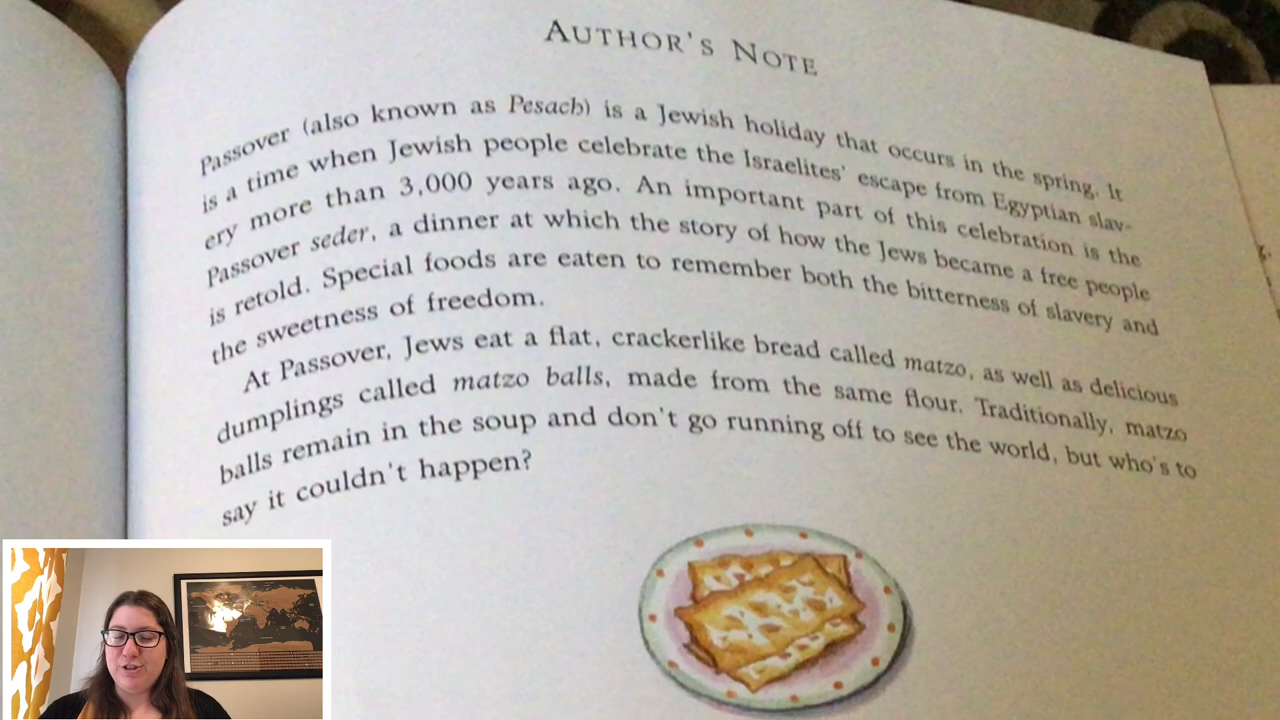 AUTHOR'S NOTE
Passover (also known as Pesach) is a Jewish holiday that occurs in the spring. It
is a time when Jewish people celebrate the Israelites' escape from Egyptian slav-
ery more than 3,000 years ago. An important part of this celebration is the
Passover seder, a dinner at which the story of how the Jews became a free people
is retold. Special foods are eaten to remember both the bitterness of slavery and
the sweetness of freedom.
At Passover, Jews eat a flat, crackerlike bread called matzo, as well as delicious
dumplings called matzo balls, made from the same flour. Traditionally, matzo
balls remain in the soup and don't go running off to see the world, but who's to
say it couldn't happen?